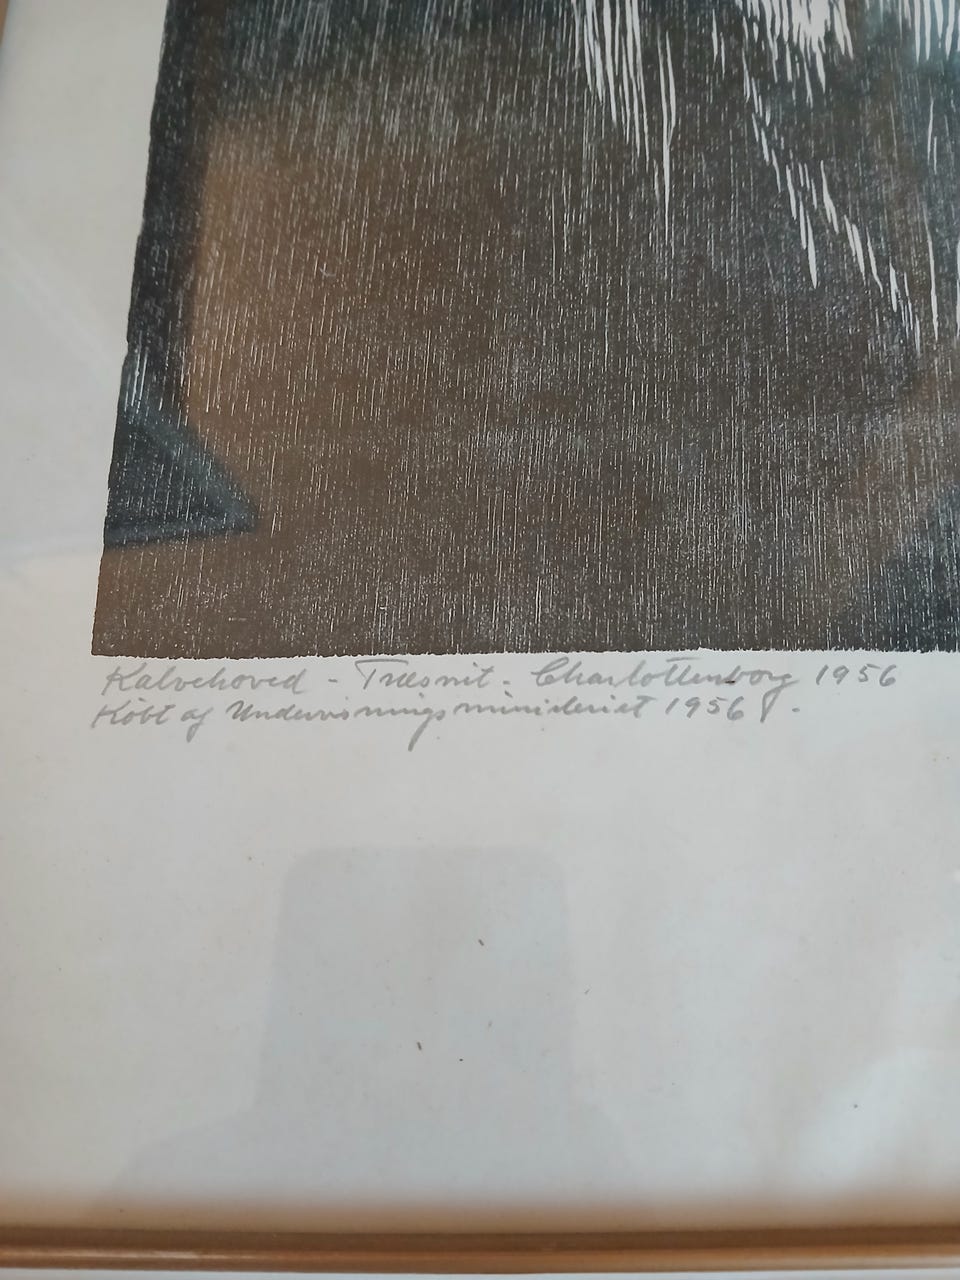 Kalvehoved - Træsnit - Charlottenborg 1956
Købt af Undervisningsministeriet 1956